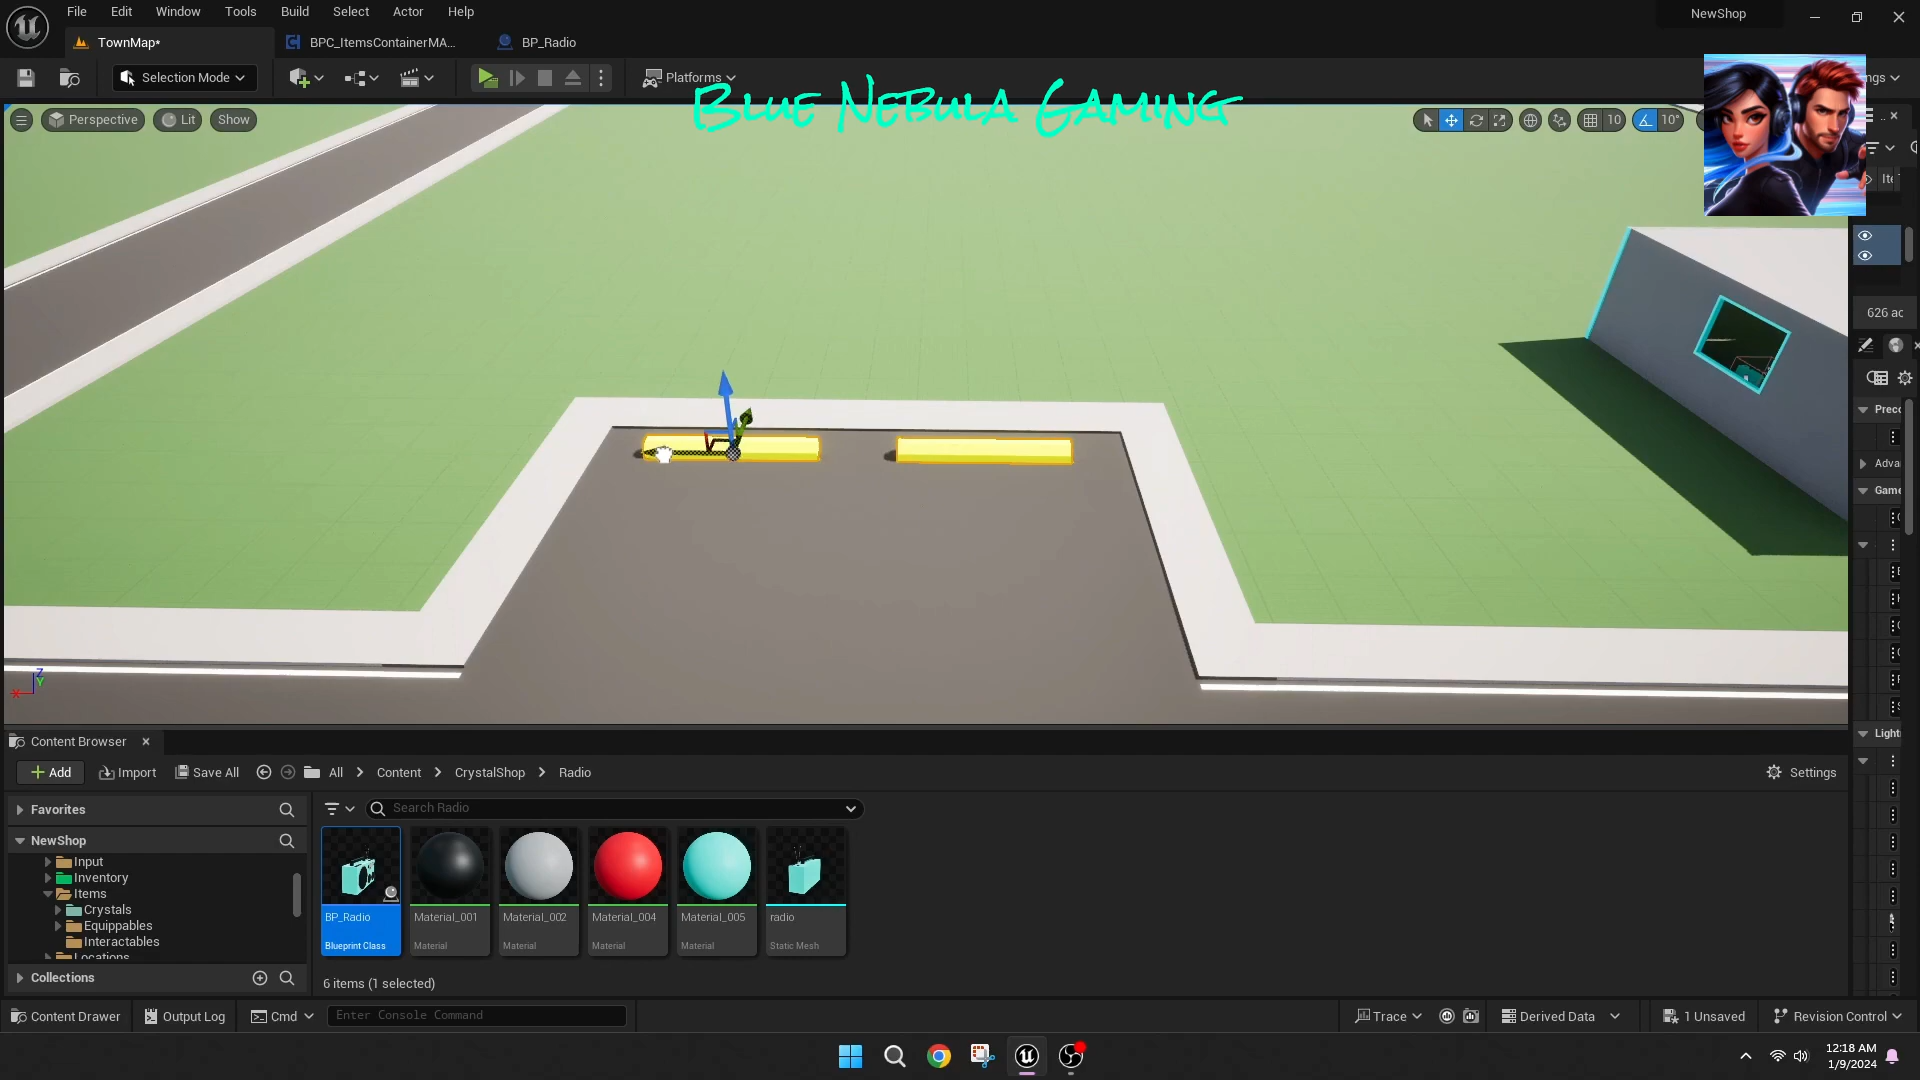 File Edit Window Tools Build Select Actor Help
NewShop
TownMap* BPC_ItemsContainerMA... BP_Radio
Selection Mode Platforms
Blue Nebula Gaming
Perspective Lit Show 10 10°
626 ac
Content Browser
Add Import Save All All Content CrystalShop Radio Settings
Favorites
Search Radio
NewShop
Input
Inventory
Items
Crystals
Equippables
Interactables
Locations
Collections
BP_Radio
Blueprint Class
Material_001
Material
Material_002
Material
Material_004
Material
Material_005
Material
radio
Static Mesh
6 items (1 selected)
Adva
Game
Lighti
Content Drawer Output Log Cmd Enter Console Command Trace Derived Data 1 Unsaved Revision Control
12:18 AM
1/9/2024